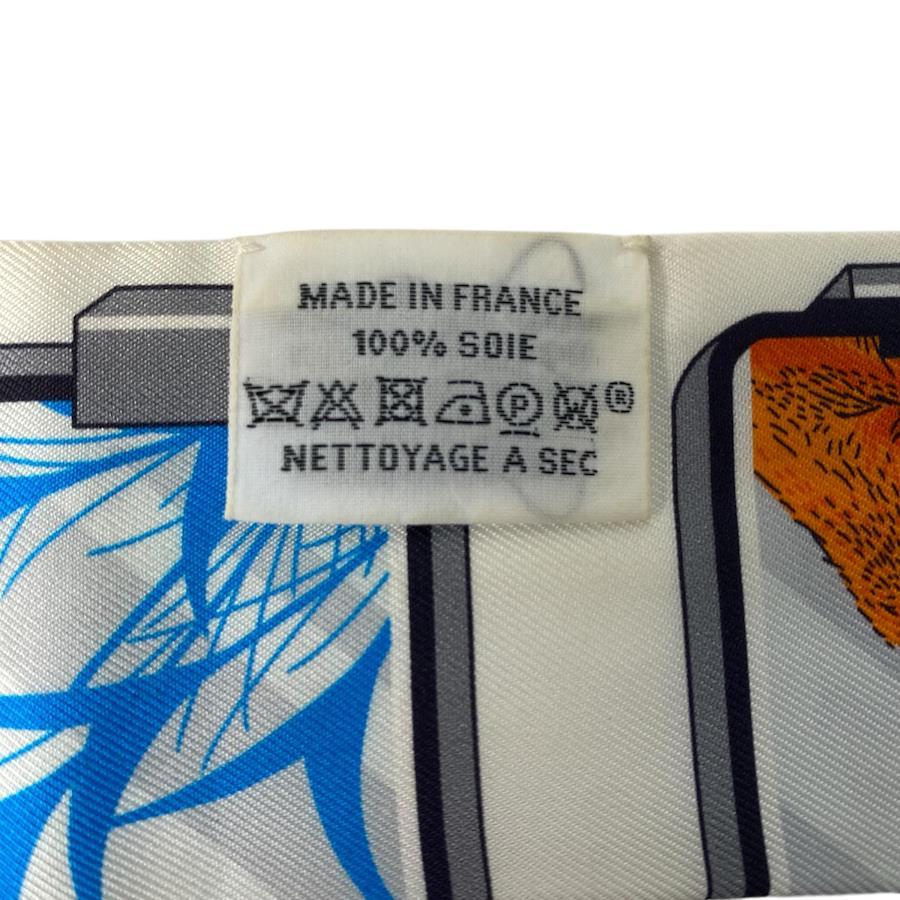 MADE IN FRANCE
100% SOIE
P ®
NETTOYAGE A SEC